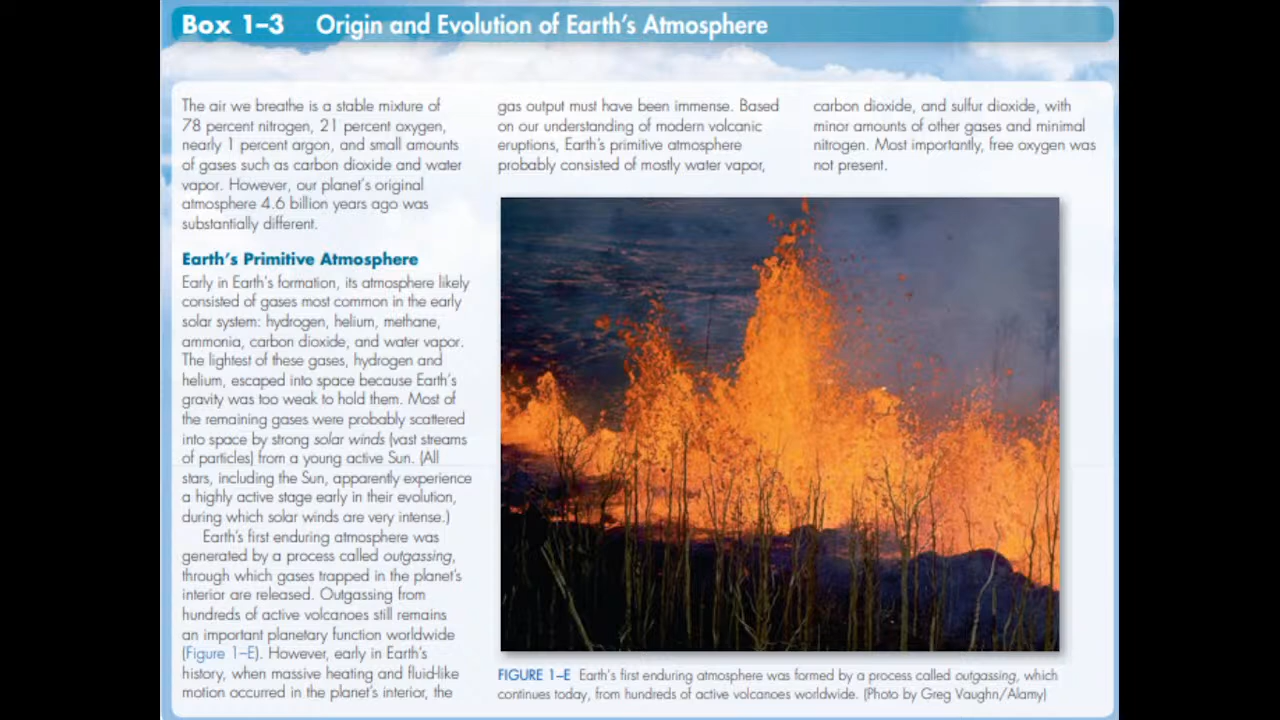 Box 1–3 Origin and Evolution of Earth's Atmosphere
The air we breathe is a stable mixture of
78 percent nitrogen, 21 percent oxygen,
nearly 1 percent argon, and small amounts
of gases such as carbon dioxide and water
vapor. However, our planet's original
atmosphere 4.6 billion years ago was
substantially different.
Earth's Primitive Atmosphere
Early in Earth's formation, its atmosphere likely
consisted of gases most common in the early
solar system: hydrogen, helium, methane,
ammonia, carbon dioxide, and water vapor.
The lightest of these gases, hydrogen and
helium, escaped into space because Earth's
gravity was too weak to hold them. Most of
the remaining gases were probably scattered
into space by strong solar winds (vast streams
of particles) from a young active Sun. (All
stars, including the Sun, apparently experience
a highly active stage early in their evolution,
during which solar winds are very intense.)
Earth's first enduring atmosphere was
generated by a process called outgassing,
through which gases trapped in the planet's
interior are released. Outgassing from
hundreds of active volcanoes still remains
an important planetary function worldwide
(Figure 1–E). However, early in Earth's
history, when massive heating and fluid-like
motion occurred in the planet's interior, the
gas output must have been immense. Based
on our understanding of modern volcanic
eruptions, Earth's primitive atmosphere
probably consisted of mostly water vapor,
carbon dioxide, and sulfur dioxide, with
minor amounts of other gases and minimal
nitrogen. Most importantly, free oxygen was
not present.
FIGURE 1–E Earth's first enduring atmosphere was formed by a process called outgassing, which
continues today, from hundreds of active volcanoes worldwide. (Photo by Greg Vaughn/Alamy)